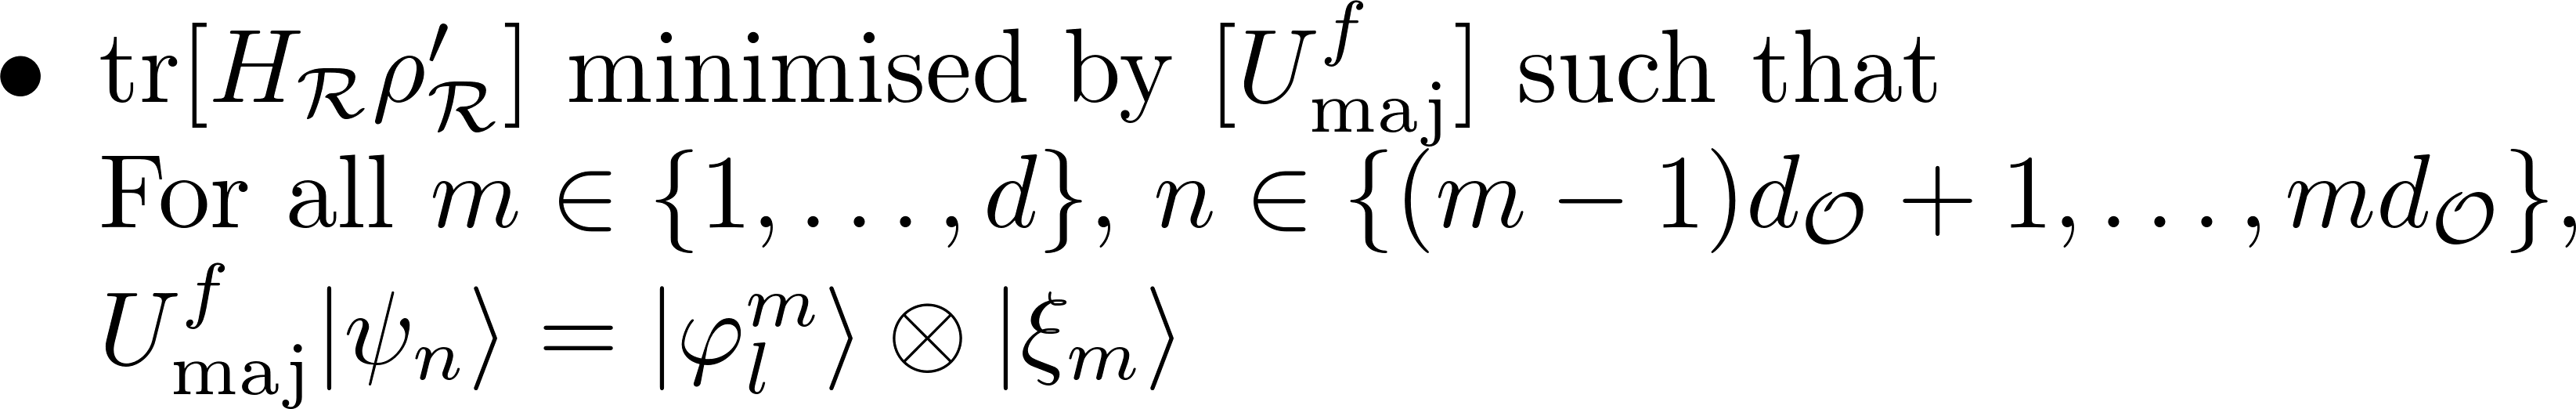 • tr[H_ℛ ρ′_ℛ] minimised by [U^f_maj] such that
For all m ∈ {1, . . . , d}, n ∈ {(m − 1)d_𝒪 + 1, . . . , md_𝒪},
U^f_maj|ψ_n⟩ = |φ^m_l⟩ ⊗ |ξ_m⟩